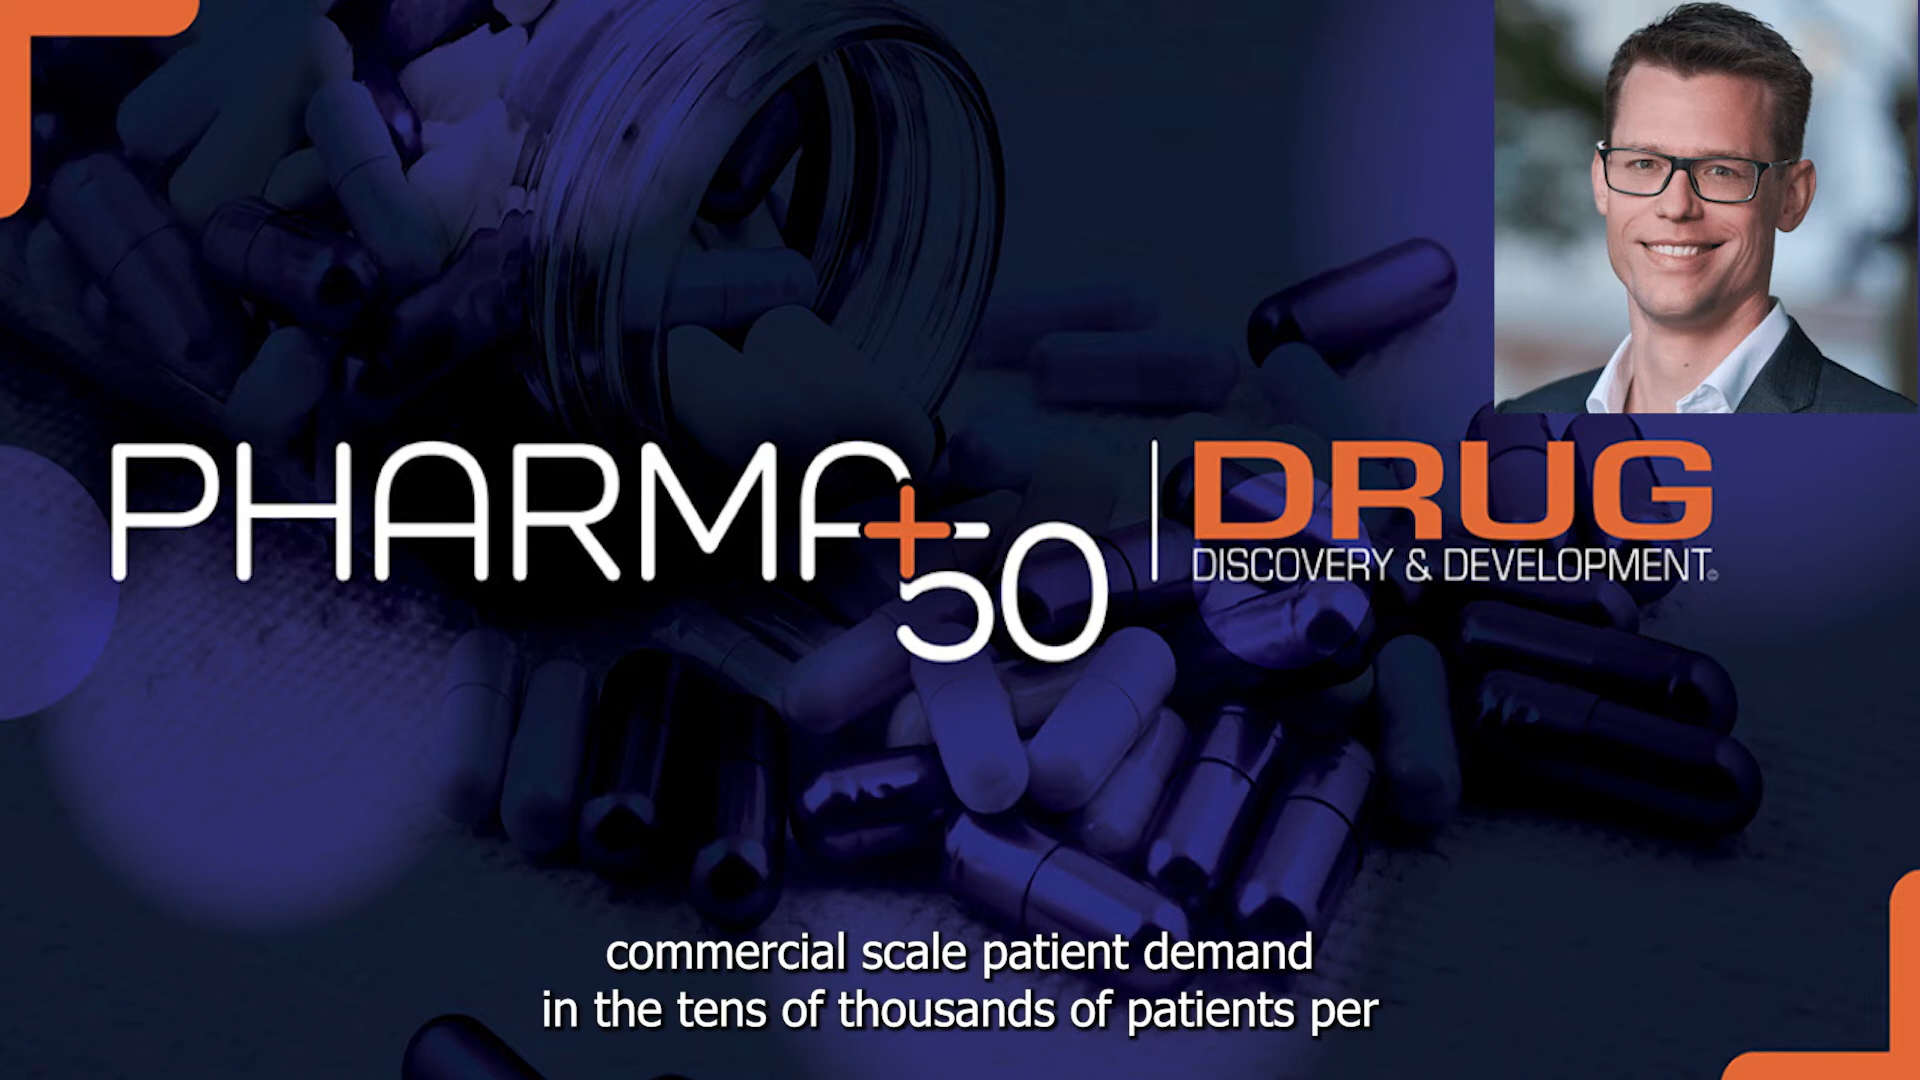 PHARMA
50
DRUG
DISCOVERY & DEVELOPMENT
commercial scale patient demand
in the tens of thousands of patients per